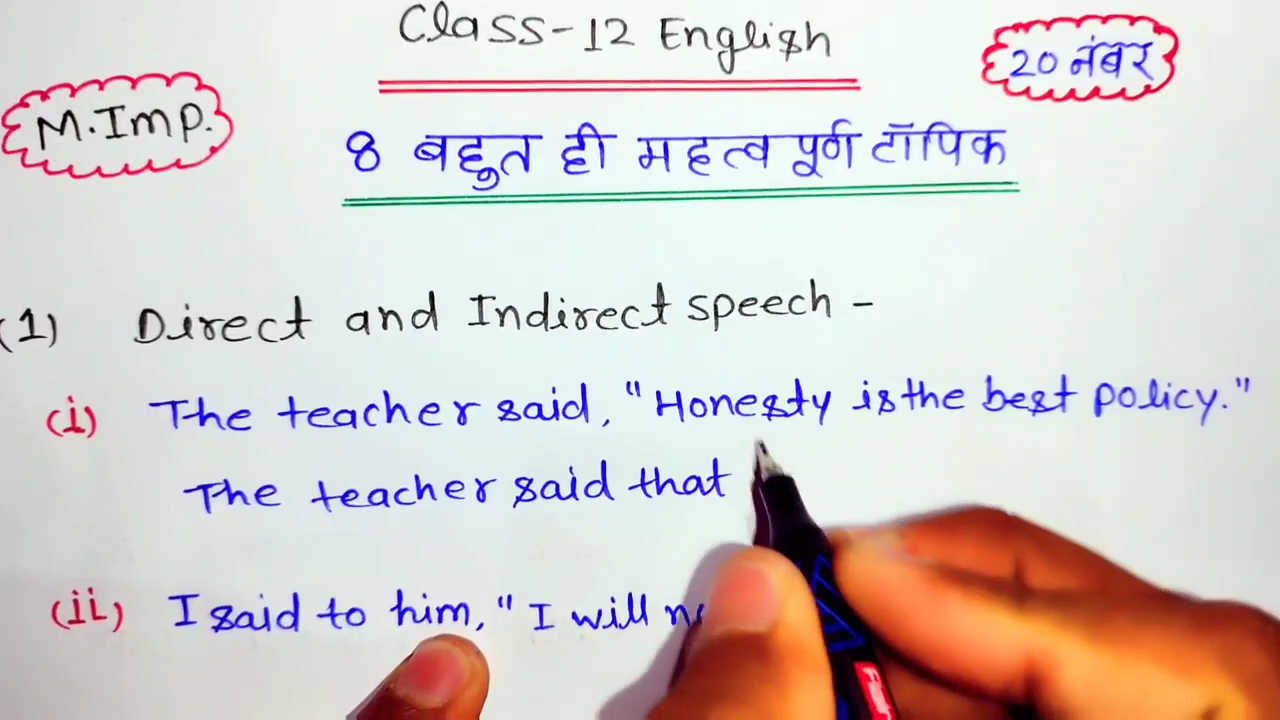 Class-12 English
20 नंबर
M.Imp.
8 बहुत ही महत्वपूर्ण टॉपिक
(1) Direct and Indirect speech -
(i) The teacher said, "Honesty is the best policy."
The teacher said that
(ii) I said to him, "I will